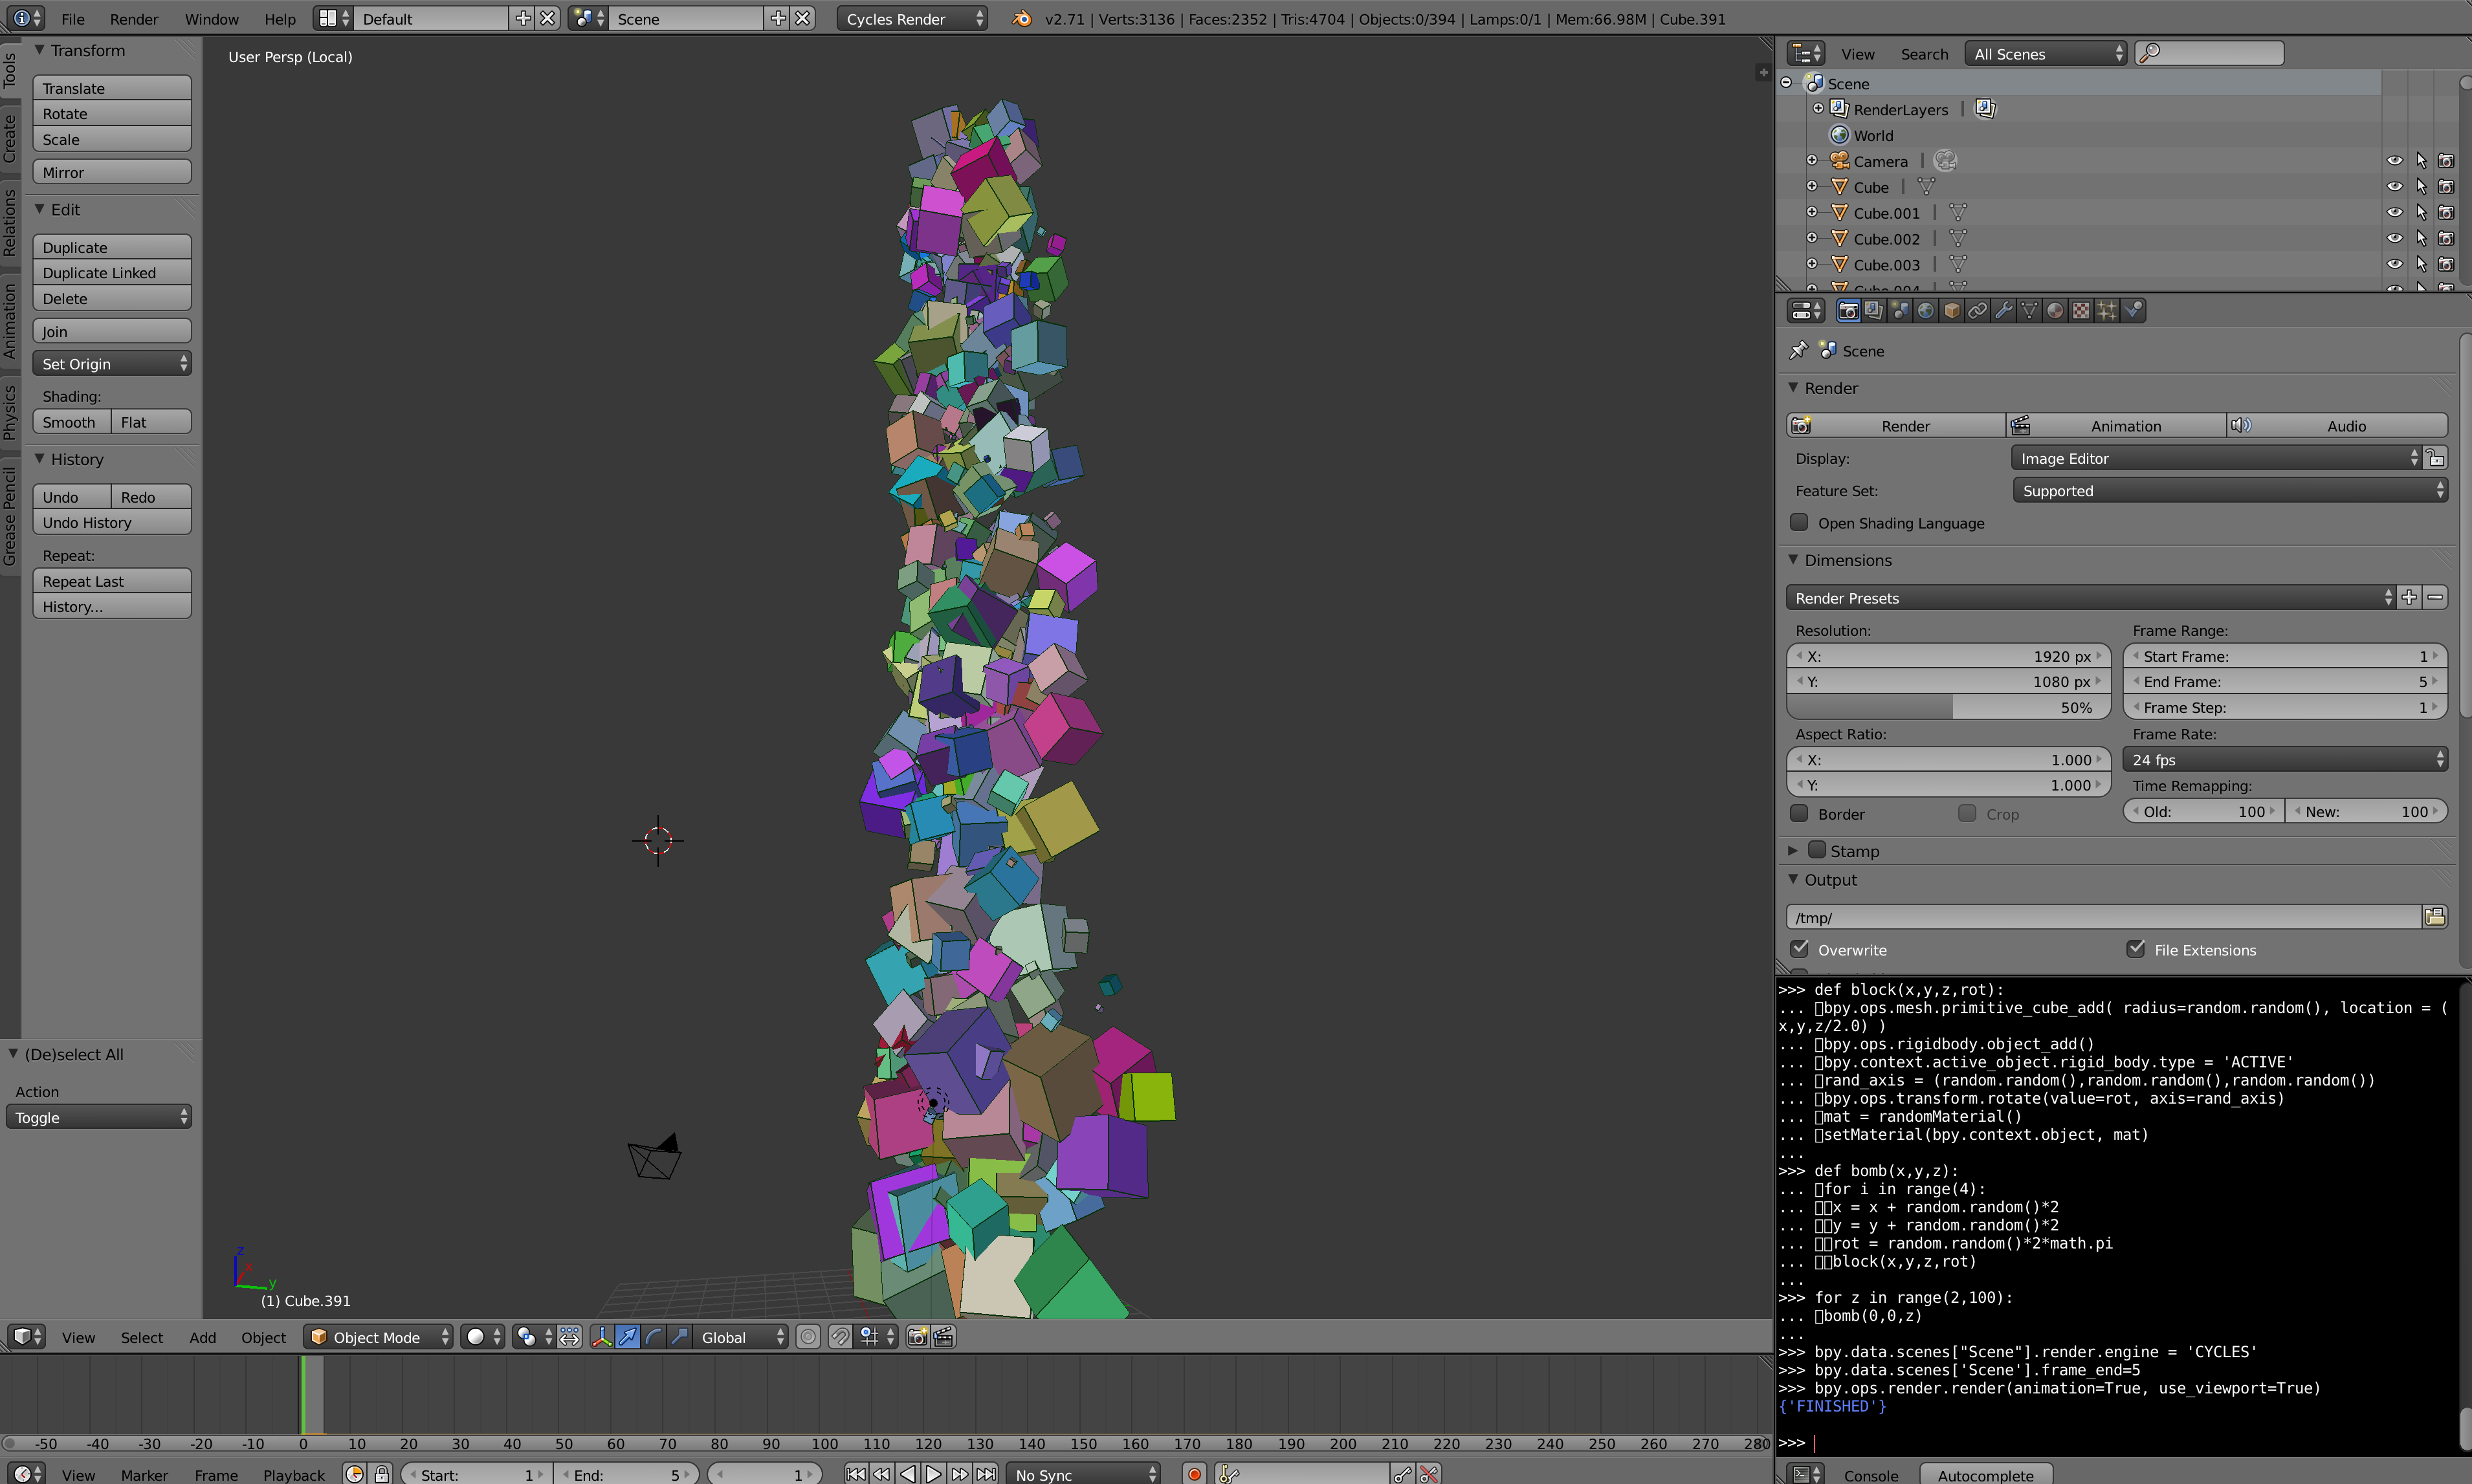 File Render Window Help Default Scene Cycles Render v2.71 | Verts:3136 | Faces:2352 | Tris:4704 | Objects:0/394 | Lamps:0/1 | Mem:66.98M | Cube.391
Tools
Create
Relations
Animation
Physics
Grease Pencil
Transform
Translate
Rotate
Scale
Mirror
Edit
Duplicate
Duplicate Linked
Delete
Join
Set Origin
Shading:
Smooth Flat
History
Undo Redo
Undo History
Repeat:
Repeat Last
History...
(De)select All
Action
Toggle
User Persp (Local)
z
x
y
(1) Cube.391
View Select Add Object Object Mode Global
-50 -40 -30 -20 -10 0 10 20 30 40 50 60 70 80 90 100 110 120 130 140 150 160 170 180 190 200 210 220 230 240 250 260 270 280
View Marker Frame Playback Start: 1 End: 5 1 No Sync
View Search All Scenes
Scene
RenderLayers |
World
Camera |
Cube |
Cube.001 |
Cube.002 |
Cube.003 |
Cube.004
Scene
Render
Render Animation Audio
Display: Image Editor
Feature Set: Supported
Open Shading Language
Dimensions
Render Presets
Resolution: Frame Range:
X: 1920 px Start Frame: 1
Y: 1080 px End Frame: 5
50% Frame Step: 1
Aspect Ratio: Frame Rate:
X: 1.000 24 fps
Y: 1.000 Time Remapping:
Border Crop Old: 100 New: 100
Stamp
Output
/tmp/
Overwrite File Extensions
>>> def block(x,y,z,rot):
... bpy.ops.mesh.primitive_cube_add( radius=random.random(), location = (
x,y,z/2.0) )
... bpy.ops.rigidbody.object_add()
... bpy.context.active_object.rigid_body.type = 'ACTIVE'
... rand_axis = (random.random(),random.random(),random.random())
... bpy.ops.transform.rotate(value=rot, axis=rand_axis)
... mat = randomMaterial()
... setMaterial(bpy.context.object, mat)
...
>>> def bomb(x,y,z):
... for i in range(4):
... x = x + random.random()*2
... y = y + random.random()*2
... rot = random.random()*2*math.pi
... block(x,y,z,rot)
...
>>> for z in range(2,100):
... bomb(0,0,z)
...
>>> bpy.data.scenes["Scene"].render.engine = 'CYCLES'
>>> bpy.data.scenes['Scene'].frame_end=5
>>> bpy.ops.render.render(animation=True, use_viewport=True)
{'FINISHED'}
>>>
Console Autocomplete